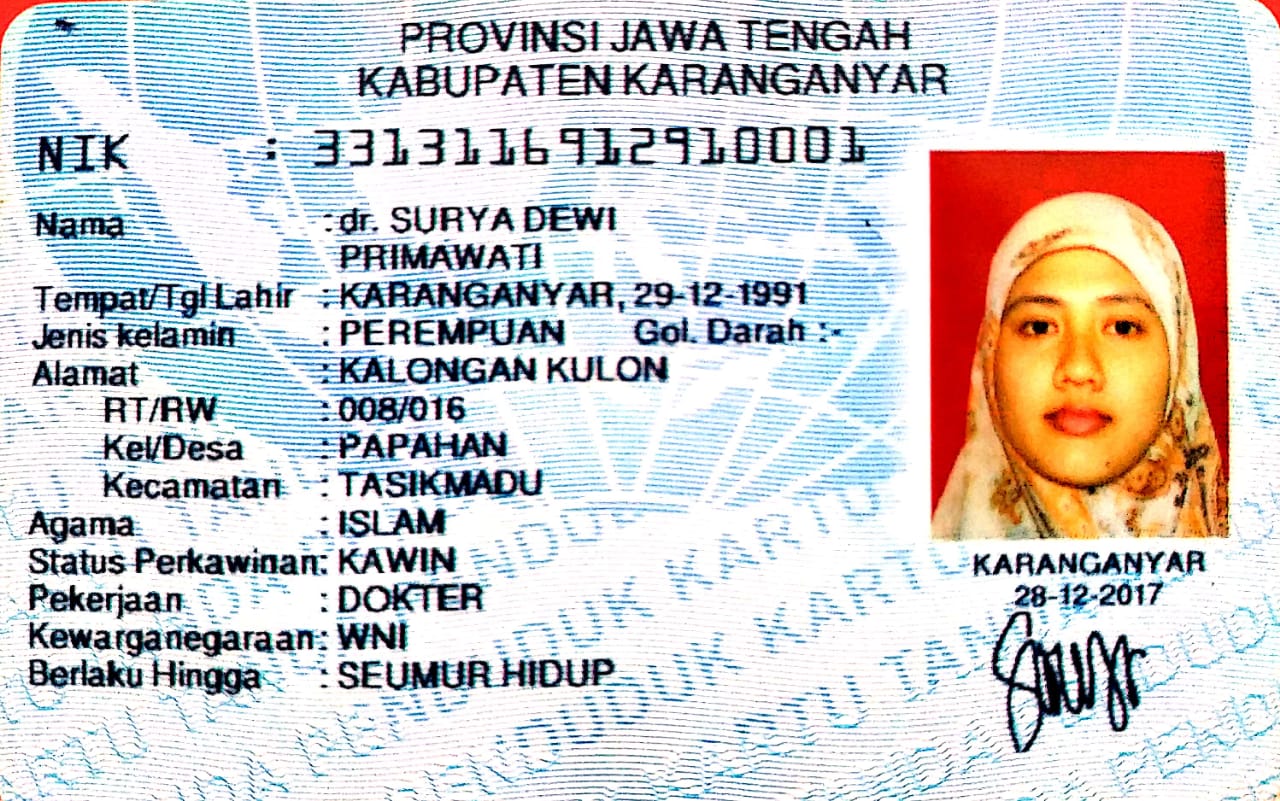 PROVINSI JAWA TENGAH
KABUPATEN KARANGANYAR
NIK : 3313116912910001
Nama : dr. SURYA DEWI
PRIMAWATI
Tempat/Tgl Lahir : KARANGANYAR, 29-12-1991
Jenis kelamin : PEREMPUAN Gol. Darah :-
Alamat : KALONGAN KULON
RT/RW : 008/016
Kel/Desa : PAPAHAN
Kecamatan : TASIKMADU
Agama : ISLAM
Status Perkawinan: KAWIN
Pekerjaan : DOKTER
Kewarganegaraan: WNI
Berlaku Hingga : SEUMUR HIDUP
KARANGANYAR
28-12-2017